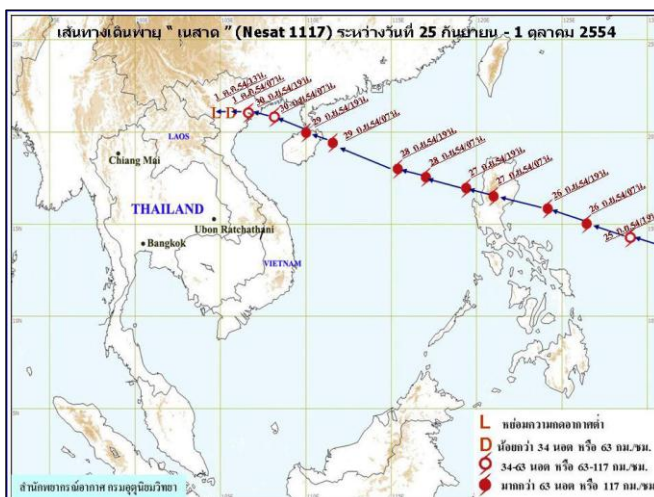 เส้นทางเดินพายุ “ เนสาด ” (Nesat 1117) ระหว่างวันที่ 25 กันยายน - 1 ตุลาคม 2554
1 ต.ค.54/13น.
1 ต.ค.54/07น.
30 ก.ย.54/19น.
30 ก.ย.54/07น.
29 ก.ย.54/19น.
29 ก.ย.54/07น.
28 ก.ย.54/19น.
28 ก.ย.54/07น.
27 ก.ย.54/19น.
27 ก.ย.54/07น.
26 ก.ย.54/19น.
26 ก.ย.54/07น.
25 ก.ย.54/19
L D
LAOS
Chiang Mai
THAILAND
Ubon Ratchathani
Bangkok
VIETNAM
L หย่อมความกดอากาศต่ำ
D น้อยกว่า 34 นอต หรือ 63 กม./ชม.
34-63 นอต หรือ 63-117 กม./ชม.
มากกว่า 63 นอต หรือ 117 กม./ชม.
สำนักพยากรณ์อากาศ กรมอุตุนิยมวิทยา